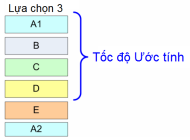 Lựa chọn 3
A1
B
C
D
E
A2
Tốc độ Ước tính